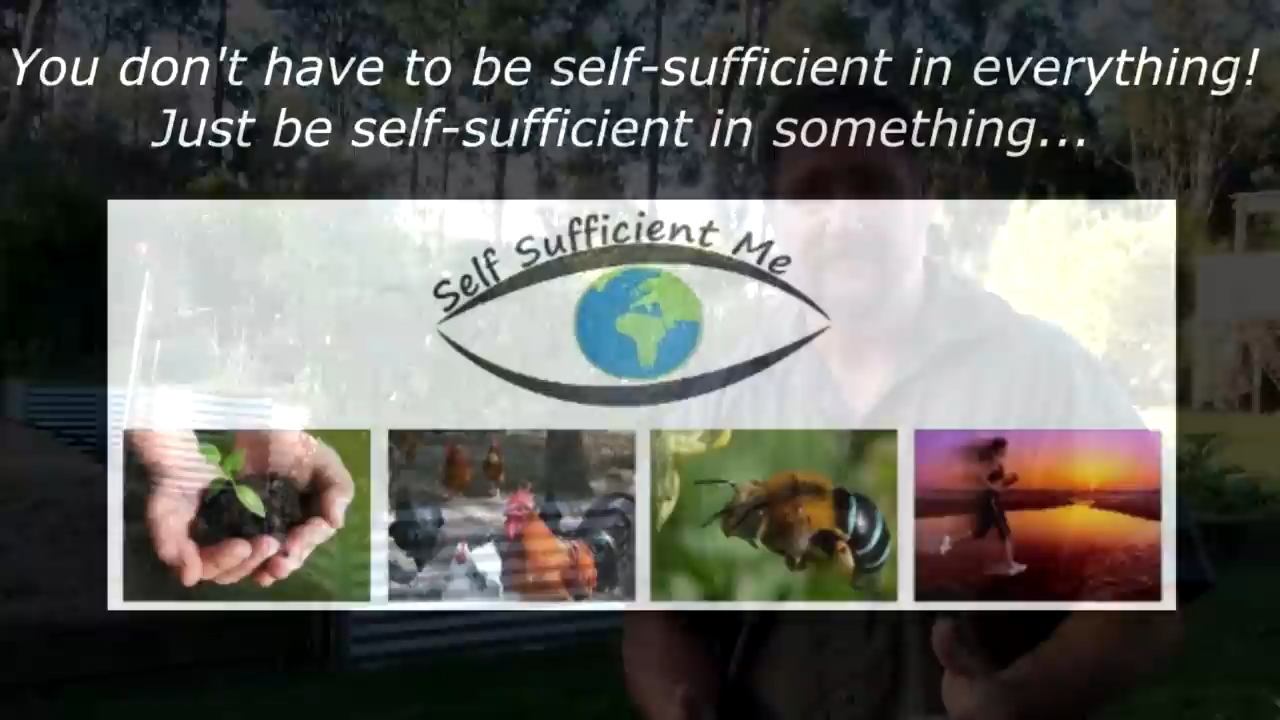 You don't have to be self-sufficient in everything!
Just be self-sufficient in something...
Self Sufficient Me